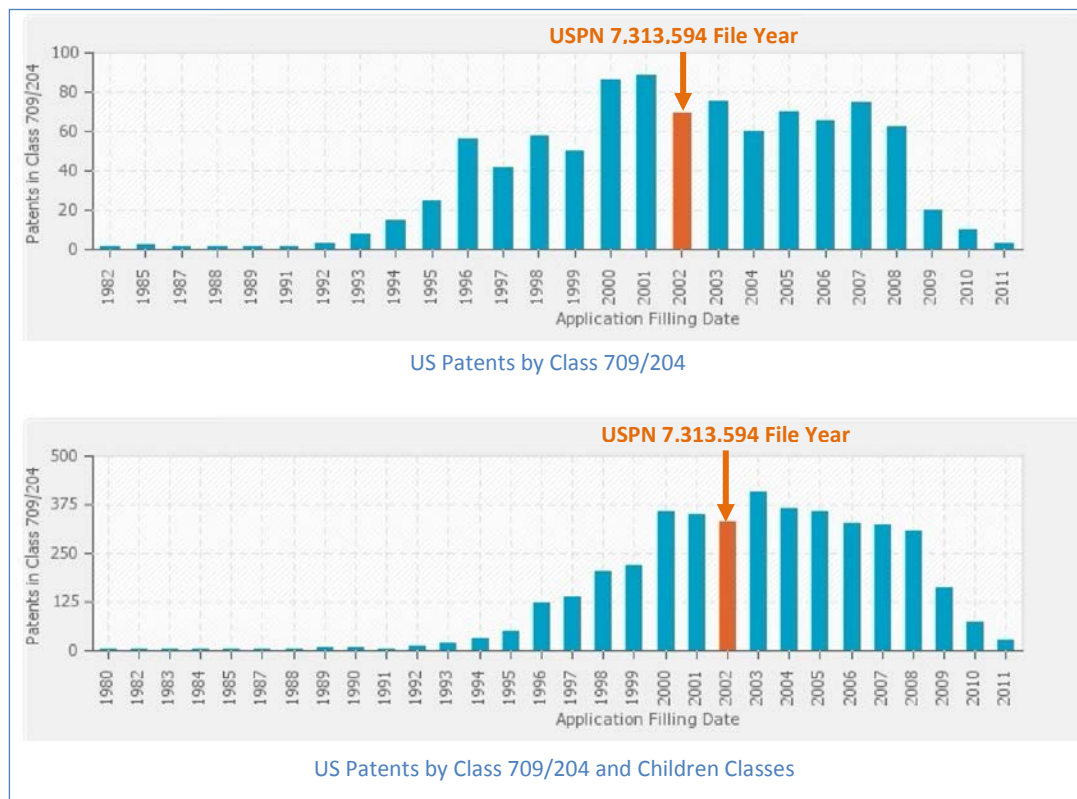 USPN 7,313,594 File Year
Patents in Class 709/204
100
80
60
40
20
0
1982 1985 1987 1988 1989 1991 1992 1993 1994 1995 1996 1997 1998 1999 2000 2001 2002 2003 2004 2005 2006 2007 2008 2009 2010 2011
Application Filling Date
US Patents by Class 709/204
USPN 7.313.594 File Year
Patents in Class 709/204
500
375
250
125
0
1980 1982 1983 1984 1985 1987 1988 1989 1990 1991 1992 1993 1994 1995 1996 1997 1998 1999 2000 2001 2002 2003 2004 2005 2006 2007 2008 2009 2010 2011
Application Filling Date
US Patents by Class 709/204 and Children Classes